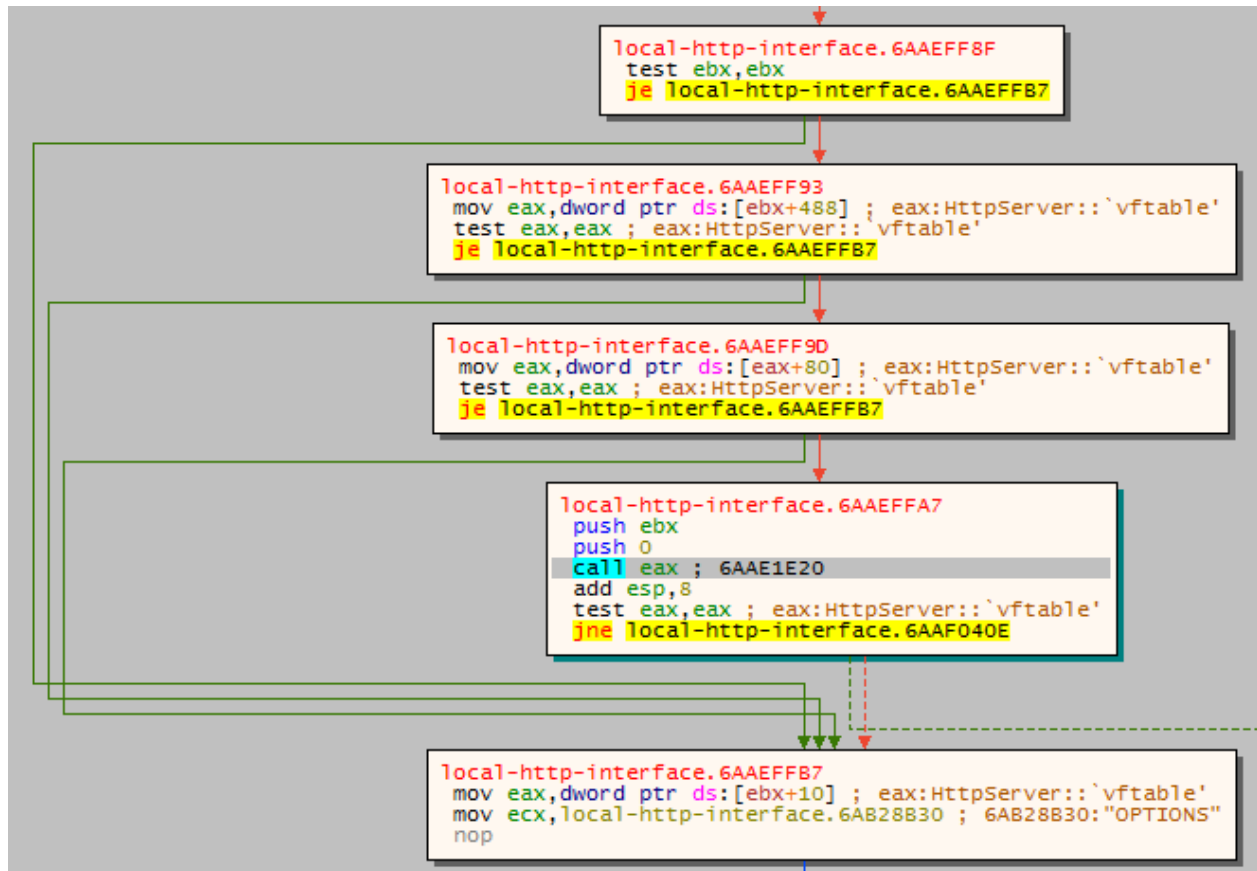 local-http-interface.6AAEFF8F
test ebx,ebx
je local-http-interface.6AAEFFB7
local-http-interface.6AAEFF93
mov eax,dword ptr ds:[ebx+488] ; eax:HttpServer::`vftable'
test eax,eax ; eax:HttpServer::`vftable'
je local-http-interface.6AAEFFB7
local-http-interface.6AAEFF9D
mov eax,dword ptr ds:[eax+80] ; eax:HttpServer::`vftable'
test eax,eax ; eax:HttpServer::`vftable'
je local-http-interface.6AAEFFB7
local-http-interface.6AAEFFA7
push ebx
push 0
call eax ; 6AAE1E20
add esp,8
test eax,eax ; eax:HttpServer::`vftable'
jne local-http-interface.6AAF040E
local-http-interface.6AAEFFB7
mov eax,dword ptr ds:[ebx+10] ; eax:HttpServer::`vftable'
mov ecx,local-http-interface.6AB28B30 ; 6AB28B30:"OPTIONS"
nop